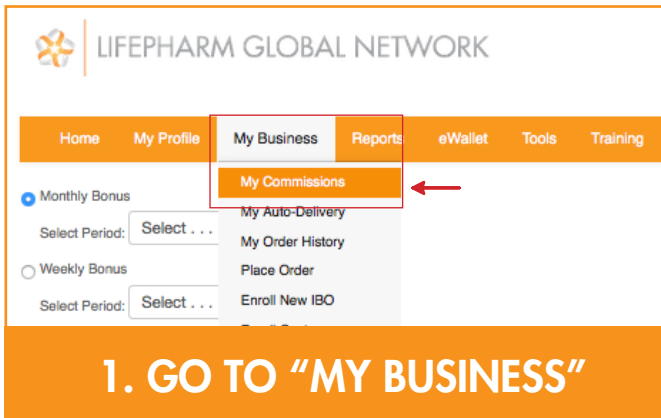 LIFEPHARM GLOBAL NETWORK
Home My Profile My Business Reports eWallet Tools Training
My Commissions
Monthly Bonus
My Auto-Delivery
Select Period: Select . . .
My Order History
Weekly Bonus
Place Order
Select Period: Select . . .
Enroll New IBO
1. GO TO “MY BUSINESS”